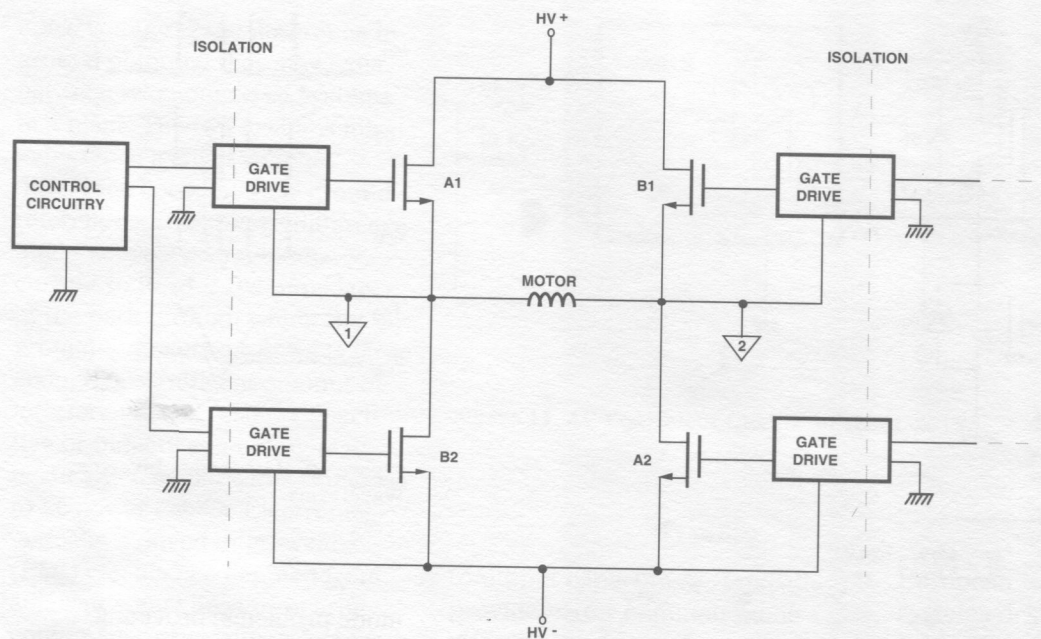 HV +
ISOLATION
ISOLATION
CONTROL
CIRCUITRY
GATE
DRIVE
A1
B1
GATE
DRIVE
MOTOR
1
2
GATE
DRIVE
B2
A2
GATE
DRIVE
HV -